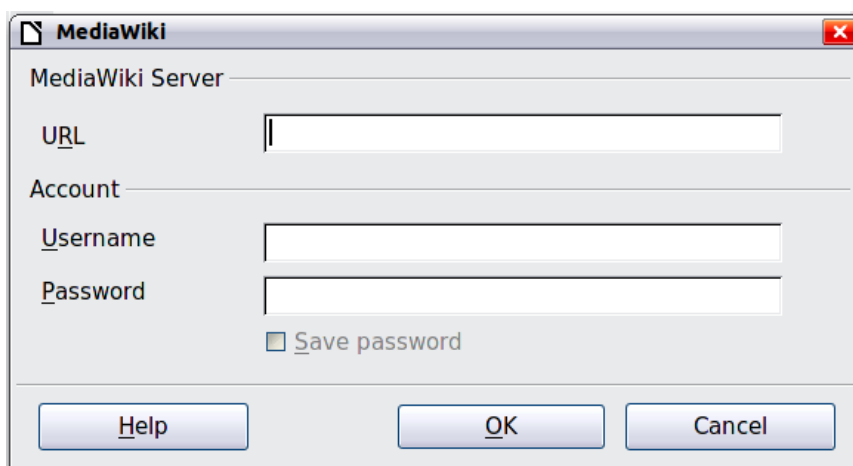 MediaWiki
MediaWiki Server
URL
Account
Username
Password
Save password
Help OK Cancel